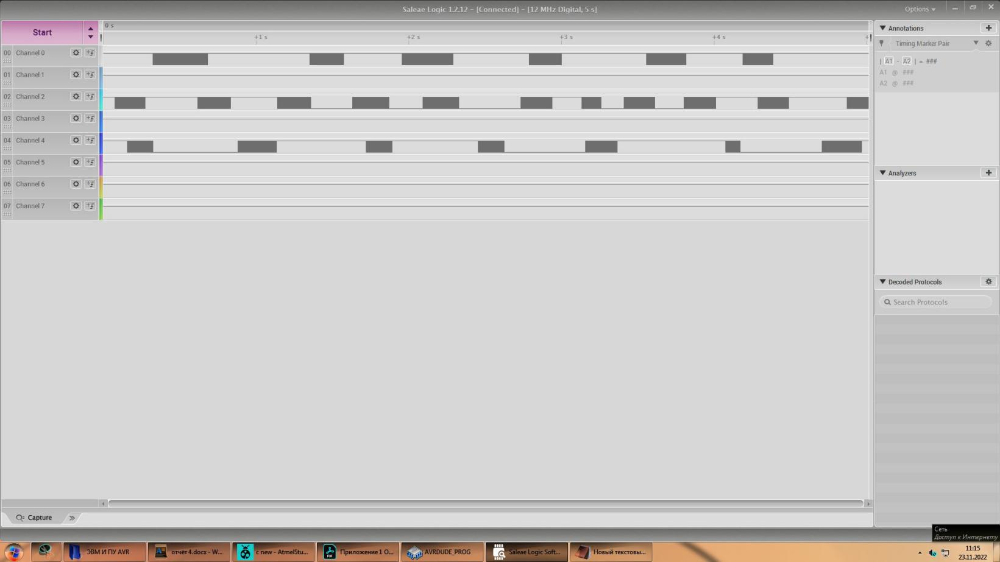 Saleae Logic 1.2.12 - [Connected] - [12 MHz Digital, 5 s]
Options
Start
0 s
+1 s
+2 s
+3 s
+4 s
Annotations
Timing Marker Pair
| A1 - A2 | = ###
A1 @ ###
A2 @ ###
00 Channel 0
01 Channel 1
02 Channel 2
03 Channel 3
04 Channel 4
05 Channel 5
06 Channel 6
07 Channel 7
Analyzers
Decoded Protocols
Search Protocols
Capture
Сеть
Доступ к Интернету
ЭВМ И ПУ AVR
отчёт 4.docx - W...
c new - AtmelStu...
Приложение 1 О...
AVRDUDE_PROG
Saleae Logic Soft...
Новый текстовы...
11:15
23.11.2022